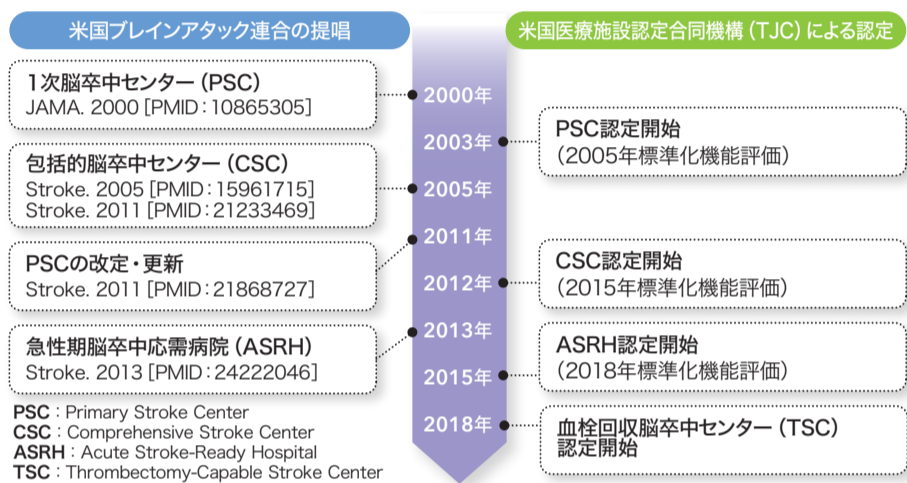 米国ブレインアタック連合の提唱
1次脳卒中センター(PSC)
JAMA. 2000 [PMID:10865305]
包括的脳卒中センター(CSC)
Stroke. 2005 [PMID:15961715]
Stroke. 2011 [PMID:21233469]
PSCの改定・更新
Stroke. 2011 [PMID:21868727]
急性期脳卒中応需病院(ASRH)
Stroke. 2013 [PMID:24222046]
PSC:Primary Stroke Center
CSC:Comprehensive Stroke Center
ASRH:Acute Stroke-Ready Hospital
TSC:Thrombectomy-Capable Stroke Center
2000年
2003年
2005年
2011年
2012年
2013年
2015年
2018年
米国医療施設認定合同機構(TJC)による認定
PSC認定開始
(2005年標準化機能評価)
CSC認定開始
(2015年標準化機能評価)
ASRH認定開始
(2018年標準化機能評価)
血栓回収脳卒中センター(TSC)
認定開始